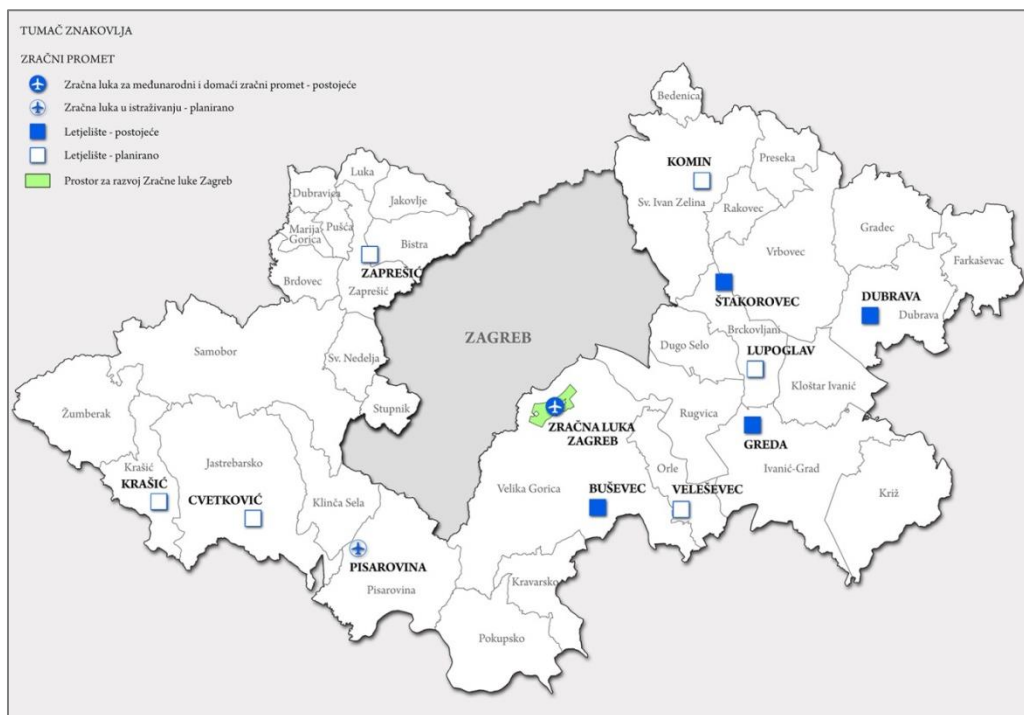 TUMAČ ZNAKOVLJA
ZRAČNI PROMET
Zračna luka za međunarodni i domaći zračni promet - postojeće
Zračna luka u istraživanju - planirano
Letjelište - postojeće
Letjelište - planirano
Prostor za razvoj Zračne luke Zagreb
Bedenica
KOMIN
Preseka
Sv. Ivan Zelina
Rakovec
Luka
Dubravica
Jakovlje
Pušća
Marija
Gorica
Bistra
Gradec
Vrbovec
Farkaševac
ZAPREŠIĆ
Brdovec
Zaprešić
ŠTAKOROVEC
DUBRAVA
Dubrava
ZAGREB
Brckovljani
Dugo Selo
LUPOGLAV
Samobor
Sv. Nedelja
Kloštar Ivanić
Stupnik
Žumberak
Rugvica
ZRAČNA LUKA
ZAGREB
GREDA
Ivanić-Grad
Jastrebarsko
Krašić
KRAŠIĆ
CVETKOVIĆ
Klinča Sela
Velika Gorica
BUŠEVEC
Orle
VELEŠEVEC
Križ
PISAROVINA
Pisarovina
Kravarsko
Pokupsko